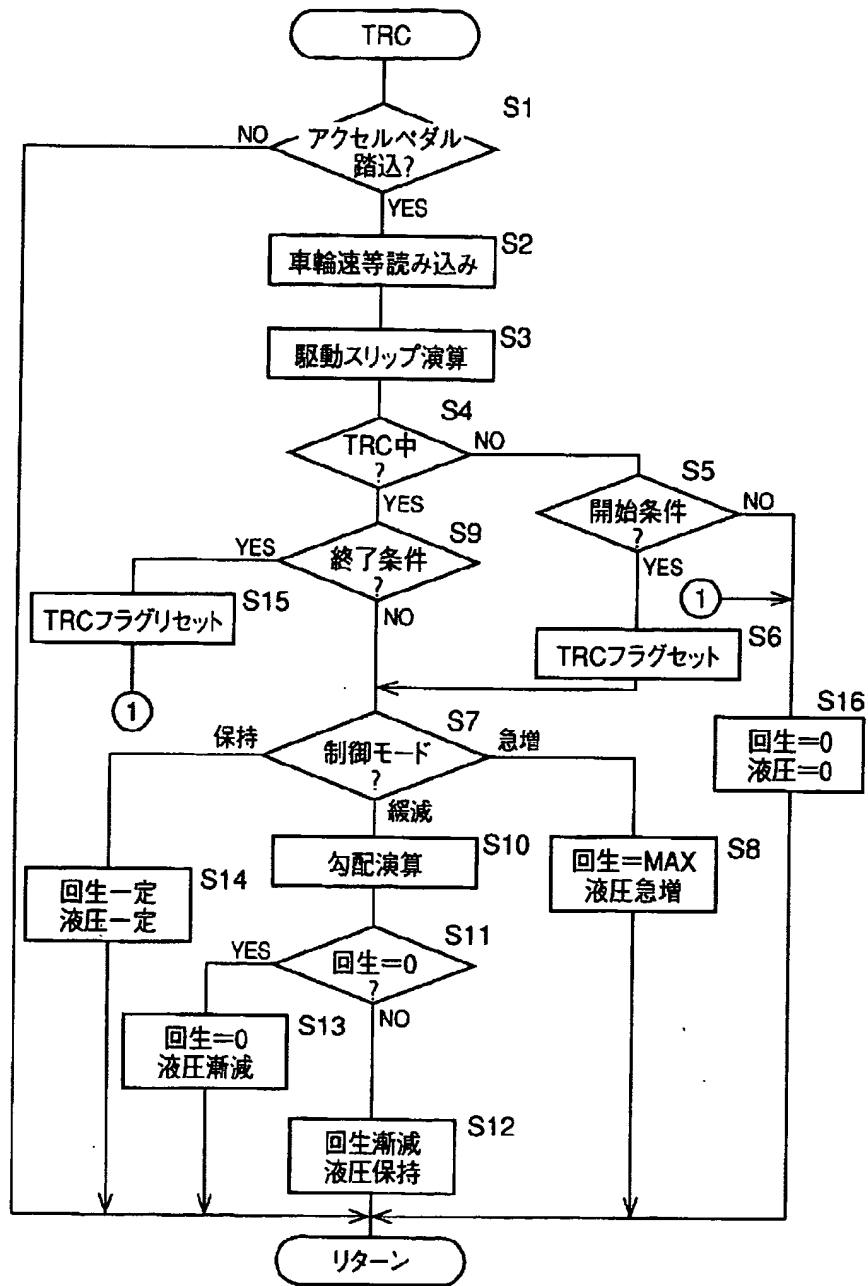 TRC
S1
NO
アクセルペダル
踏込?
YES
S2
車輪速等読み込み
S3
駆動スリップ演算
S4
TRC中
?
NO
YES
S5
開始条件
?
NO
YES
S9
YES
終了条件
?
NO
S15
TRCフラグリセット
1
1
S6
TRCフラグセット
S16
回生=0
液圧=0
S7
保持
制御モード
?
急増
緩減
S10
勾配演算
S8
回生=MAX
液圧急増
S14
回生一定
液圧一定
S11
YES
回生=0
?
NO
S13
回生=0
液圧漸減
S12
回生漸減
液圧保持
リターン